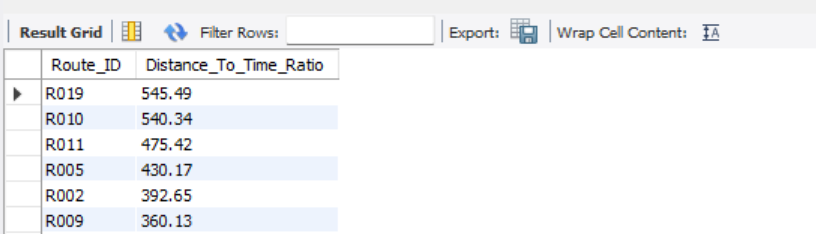 Result Grid Filter Rows: Export: Wrap Cell Content: IA
Route_ID Distance_To_Time_Ratio
R019 545.49
R010 540.34
R011 475.42
R005 430.17
R002 392.65
R009 360.13